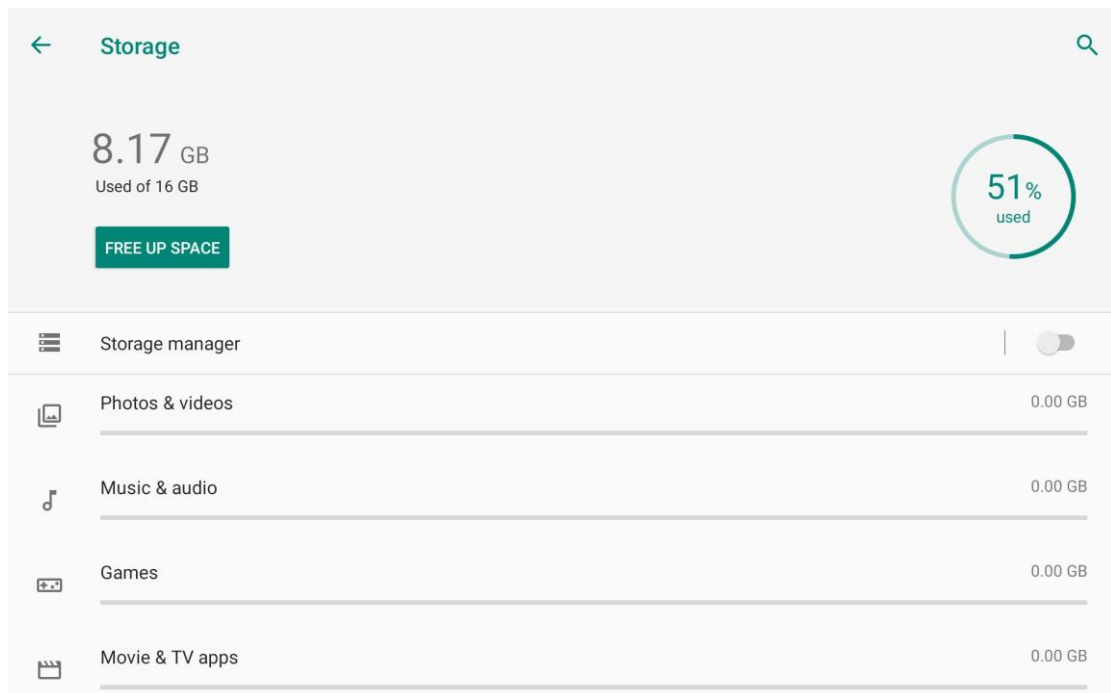 Storage
8.17 GB
Used of 16 GB
51%
used
FREE UP SPACE
Storage manager
Photos & videos 0.00 GB
Music & audio 0.00 GB
Games 0.00 GB
Movie & TV apps 0.00 GB